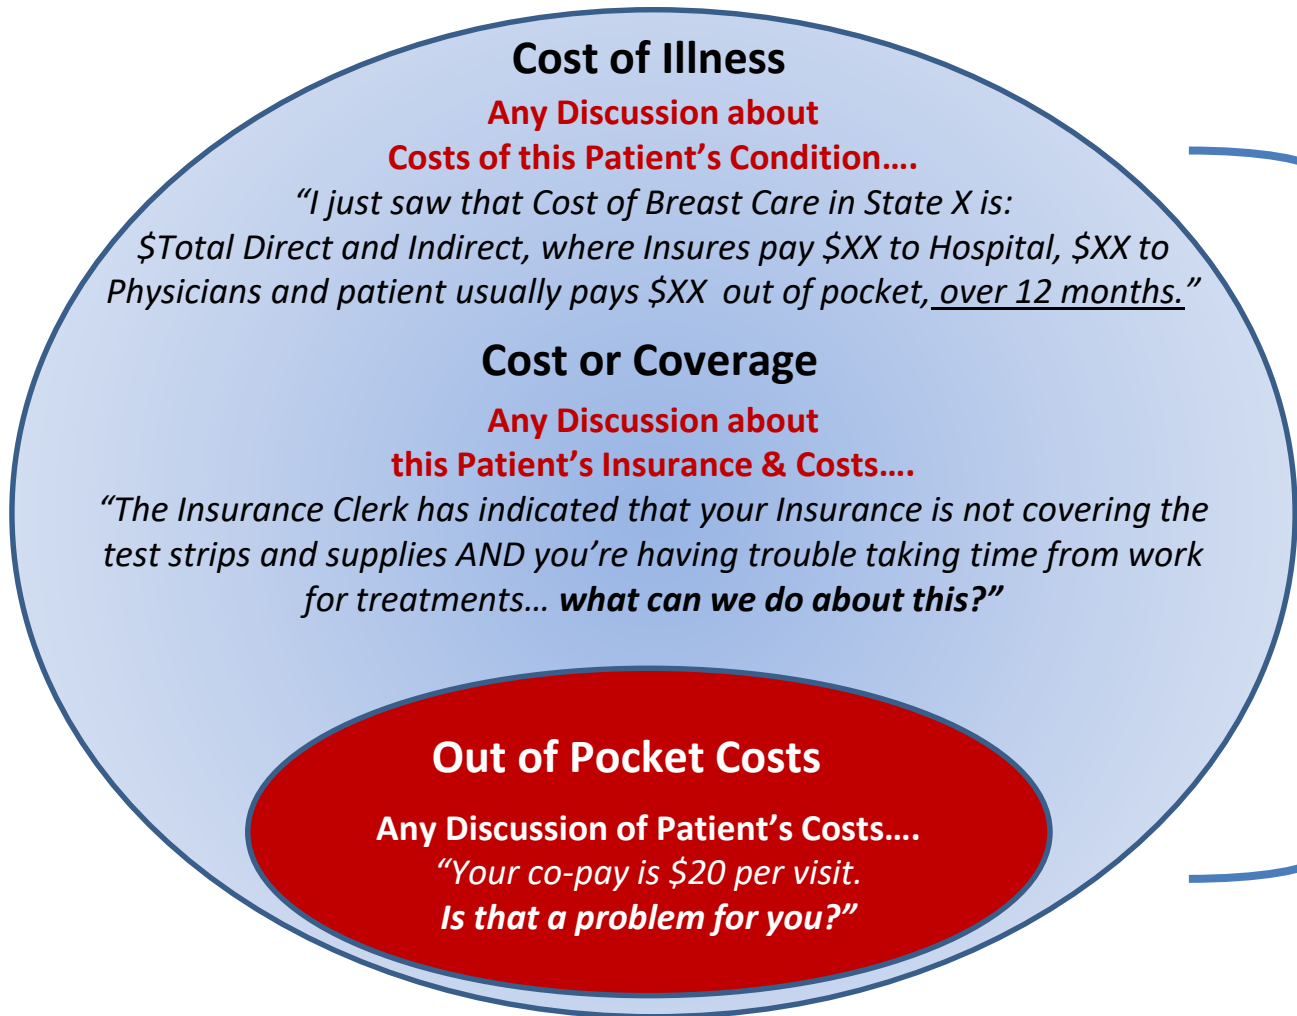 Cost of Illness
Any Discussion about
Costs of this Patient’s Condition….
“I just saw that Cost of Breast Care in State X is:
$Total Direct and Indirect, where Insures pay $XX to Hospital, $XX to
Physicians and patient usually pays $XX  out of pocket, over 12 months.”
Cost or Coverage
Any Discussion about
this Patient’s Insurance & Costs….
“The Insurance Clerk has indicated that your Insurance is not covering the
test strips and supplies AND you’re having trouble taking time from work
for treatments… what can we do about this?”
Out of Pocket Costs
Any Discussion of Patient’s Costs….
“Your co-pay is $20 per visit.
Is that a problem for you?”